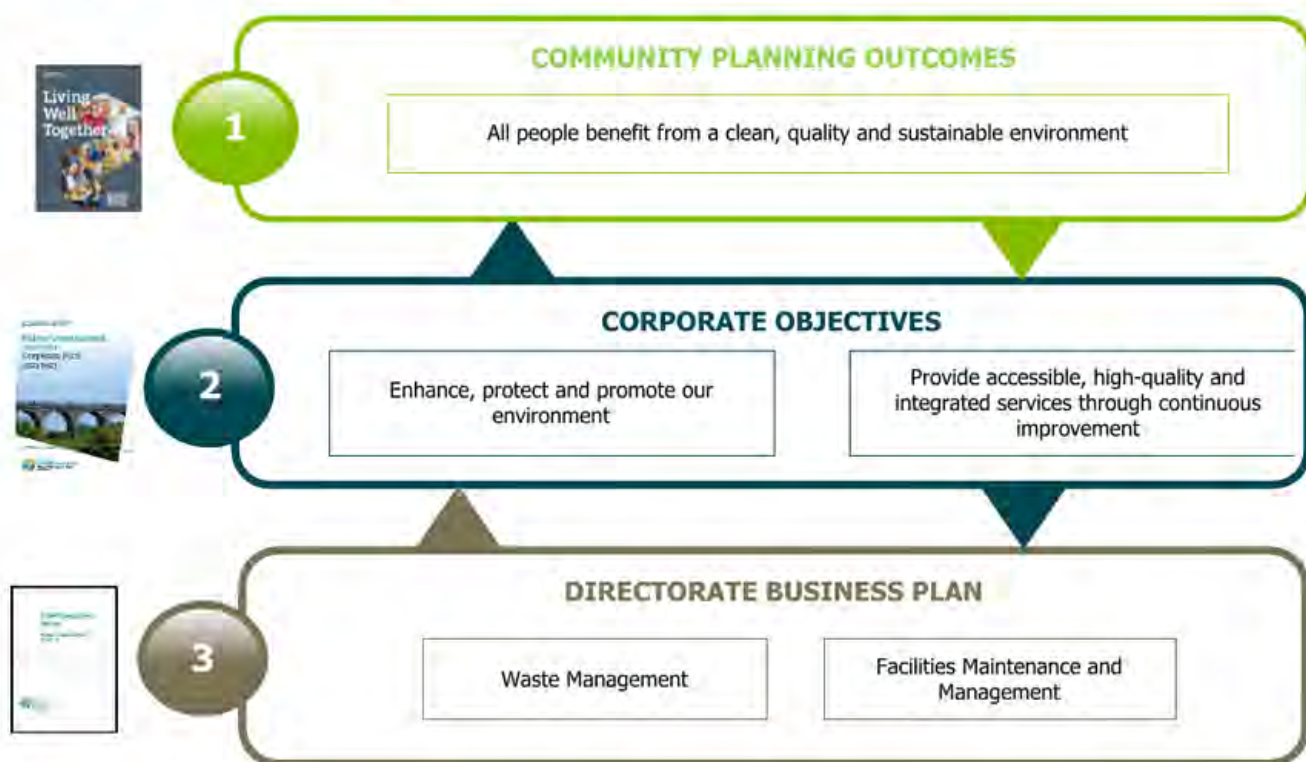 COMMUNITY PLANNING OUTCOMES
Living
Well
Together
1
All people benefit from a clean, quality and sustainable environment
CORPORATE OBJECTIVES
2
Enhance, protect and promote our
environment
Provide accessible, high-quality and
integrated services through continuous
improvement
DIRECTORATE BUSINESS PLAN
3
Waste Management
Facilities Maintenance and
Management